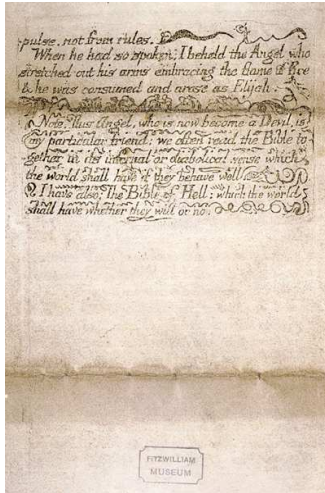 pulse. not from rules.
When he had so spoken; I beheld the Angel who
stretched out his arms embracing the flame of fire
& he was consumed and arose as Elijah.
Note. This Angel, who is now become a Devil, is
my particular friend: we often read the Bible to
gether in its infernal or diabolical sense which
the world shall have if they behave well
I have also; The Bible of Hell: which the world
shall have whether they will or no.
FITZWILLIAM
MUSEUM